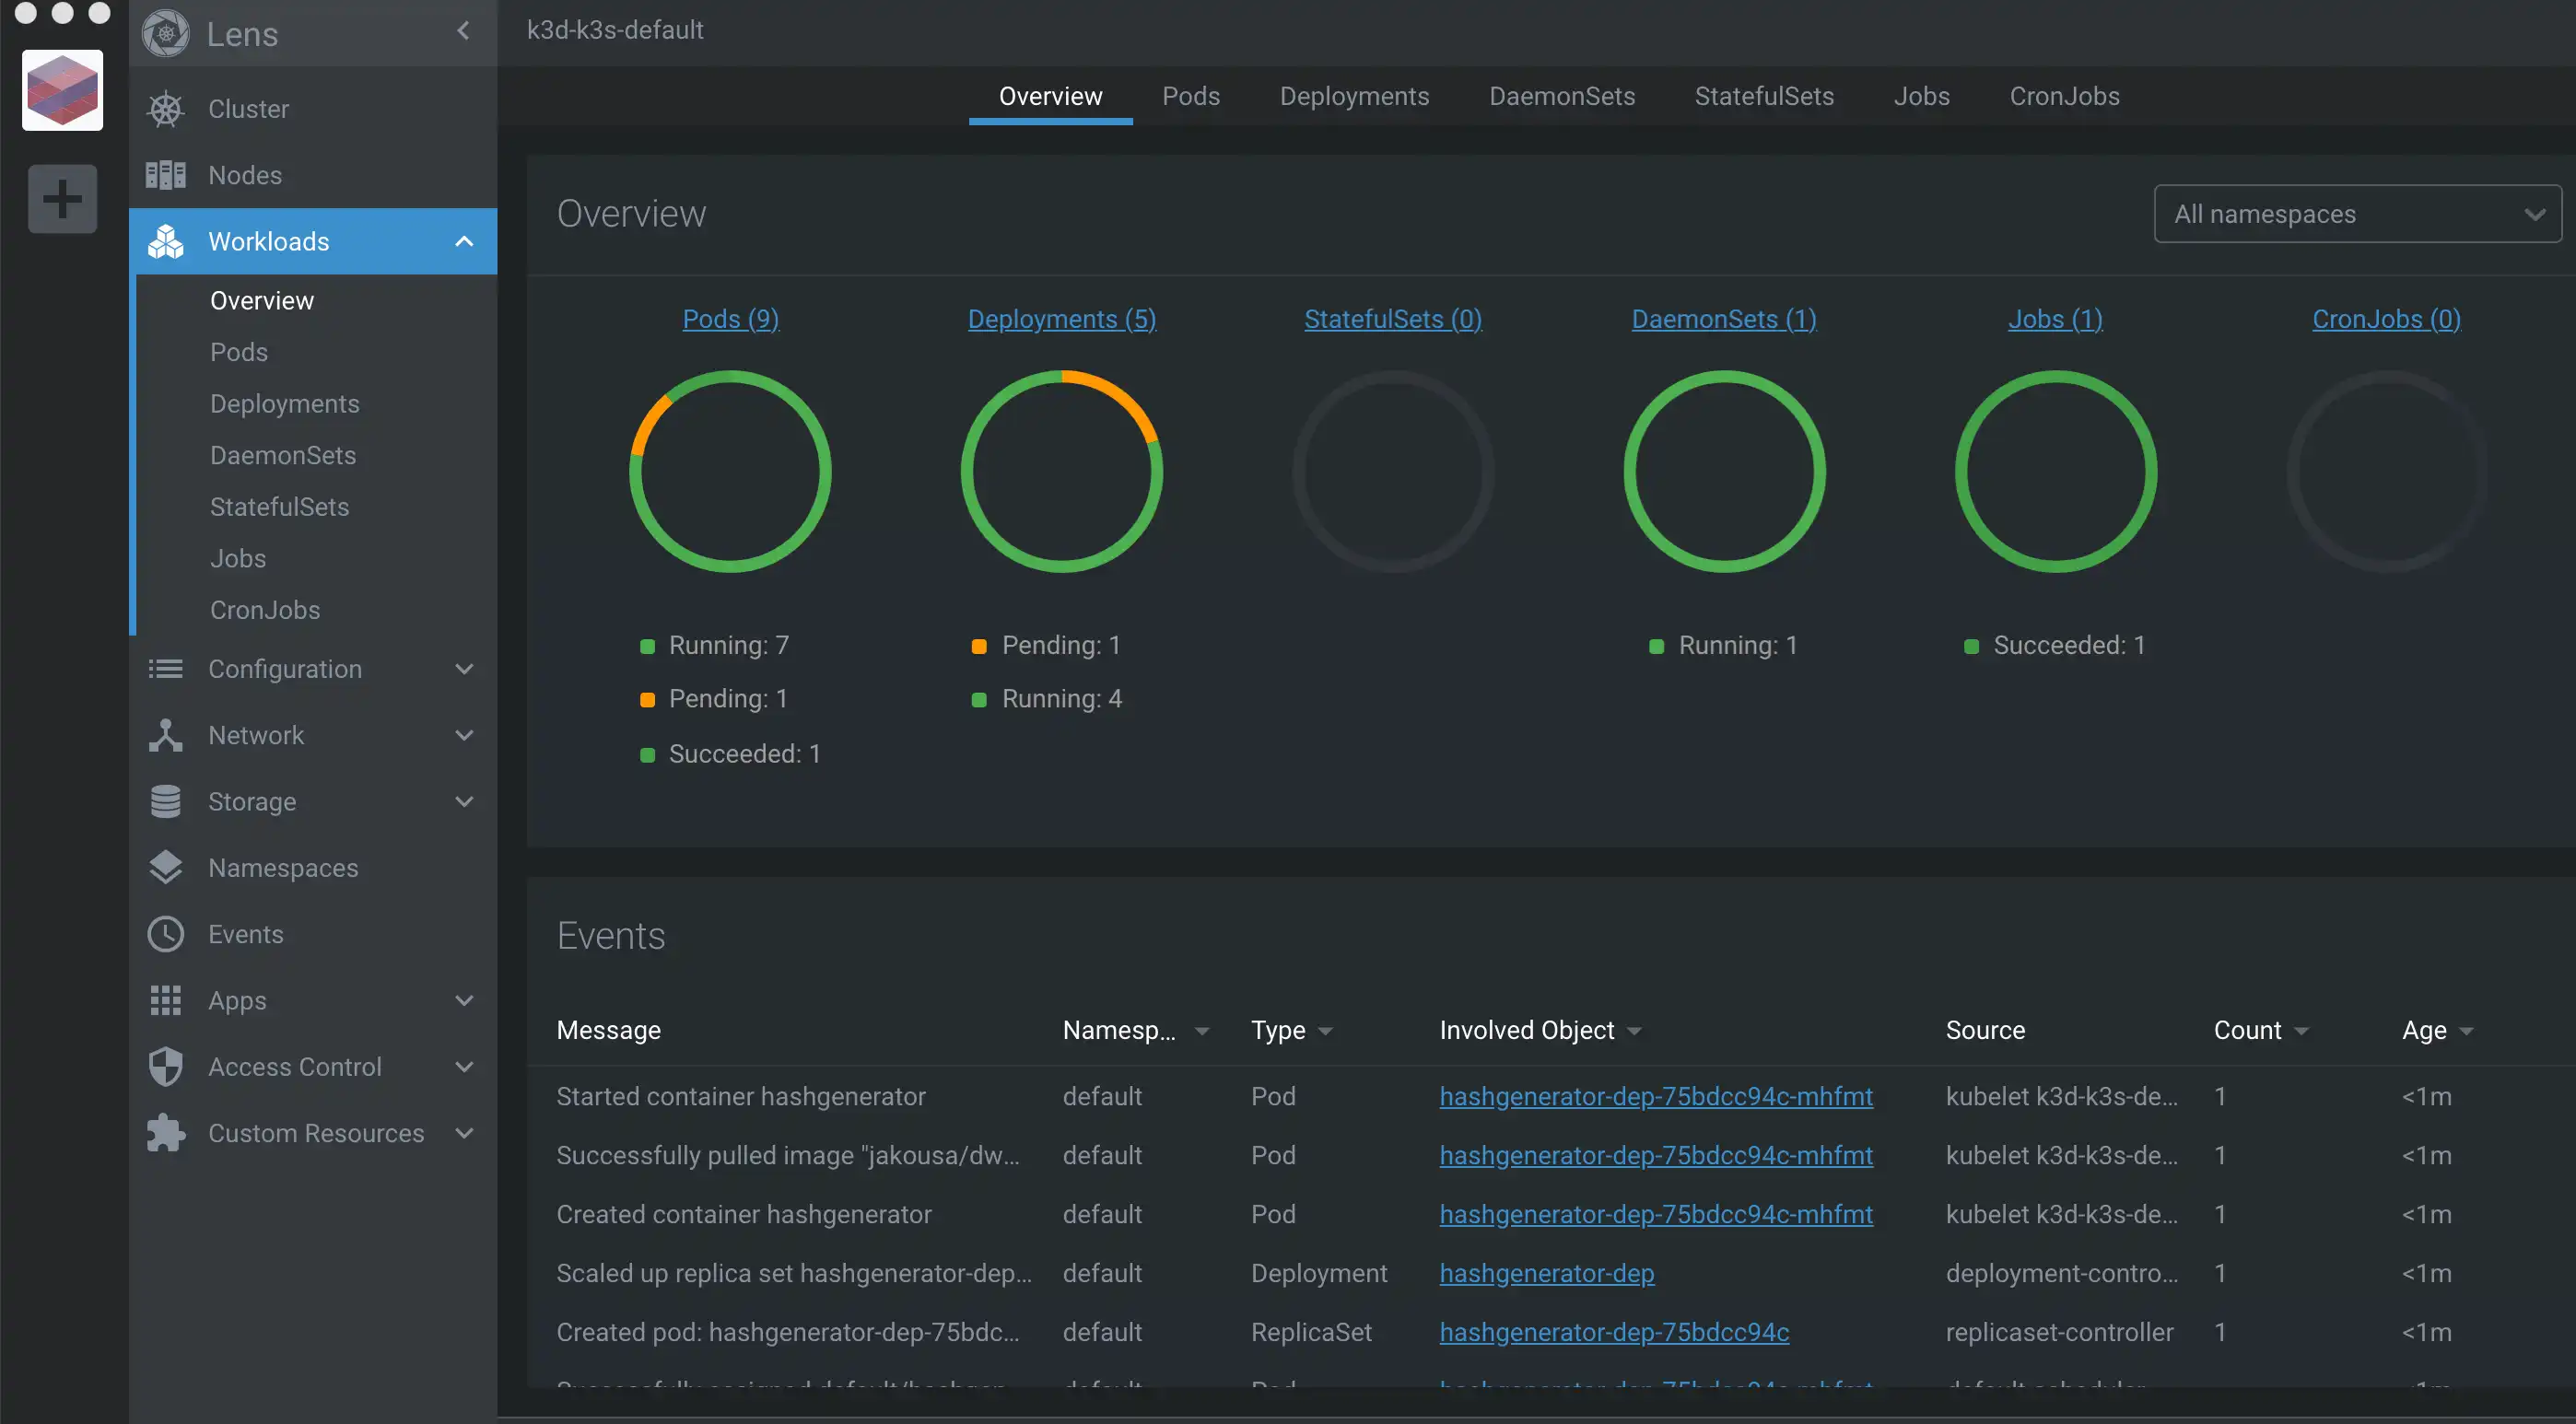 Lens
k3d-k3s-default
Cluster
Nodes
Workloads
Overview
Pods
Deployments
DaemonSets
StatefulSets
Jobs
CronJobs
Configuration
Network
Storage
Namespaces
Events
Apps
Access Control
Custom Resources
Overview Pods Deployments DaemonSets StatefulSets Jobs CronJobs
Overview
All namespaces
Pods (9) Deployments (5) StatefulSets (0) DaemonSets (1) Jobs (1) CronJobs (0)
Running: 7 Pending: 1 Running: 1 Succeeded: 1
Pending: 1 Running: 4
Succeeded: 1
Events
Message Namesp... Type Involved Object Source Count Age
Started container hashgenerator default Pod hashgenerator-dep-75bdcc94c-mhfmt kubelet k3d-k3s-de... 1 <1m
Successfully pulled image "jakousa/dw... default Pod hashgenerator-dep-75bdcc94c-mhfmt kubelet k3d-k3s-de... 1 <1m
Created container hashgenerator default Pod hashgenerator-dep-75bdcc94c-mhfmt kubelet k3d-k3s-de... 1 <1m
Scaled up replica set hashgenerator-dep... default Deployment hashgenerator-dep deployment-contro... 1 <1m
Created pod: hashgenerator-dep-75bdc... default ReplicaSet hashgenerator-dep-75bdcc94c replicaset-controller 1 <1m